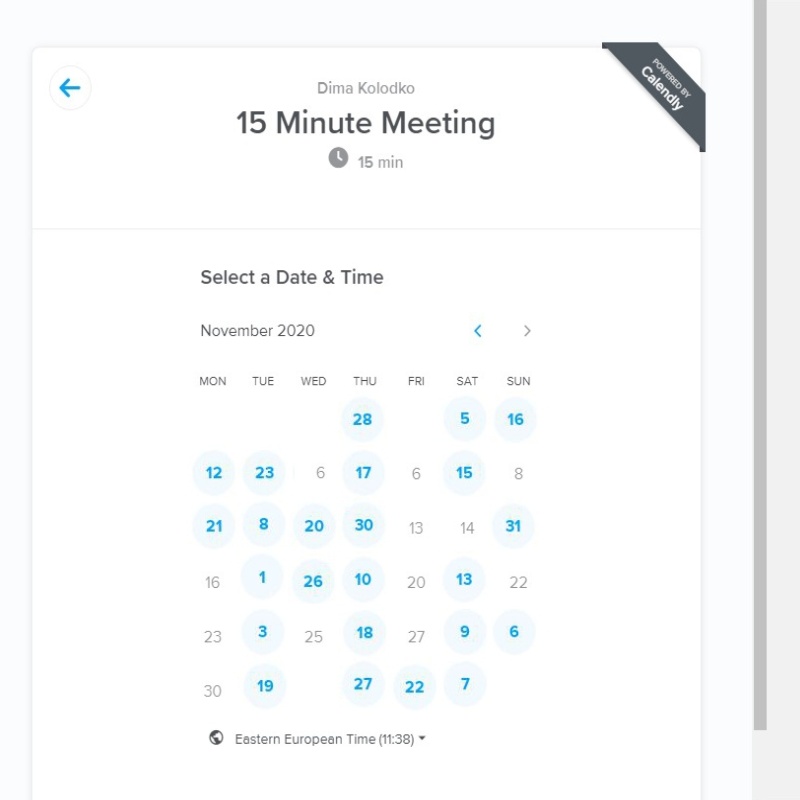 POWERED BY
Calendly
Dima Kolodko
15 Minute Meeting
15 min
Select a Date & Time
November 2020
MON TUE WED THU FRI SAT SUN
28 5 16
12 23 6 17 6 15 8
21 8 20 30 13 14 31
16 1 26 10 20 13 22
23 3 25 18 27 9 6
30 19 27 22 7
Eastern European Time (11:38)